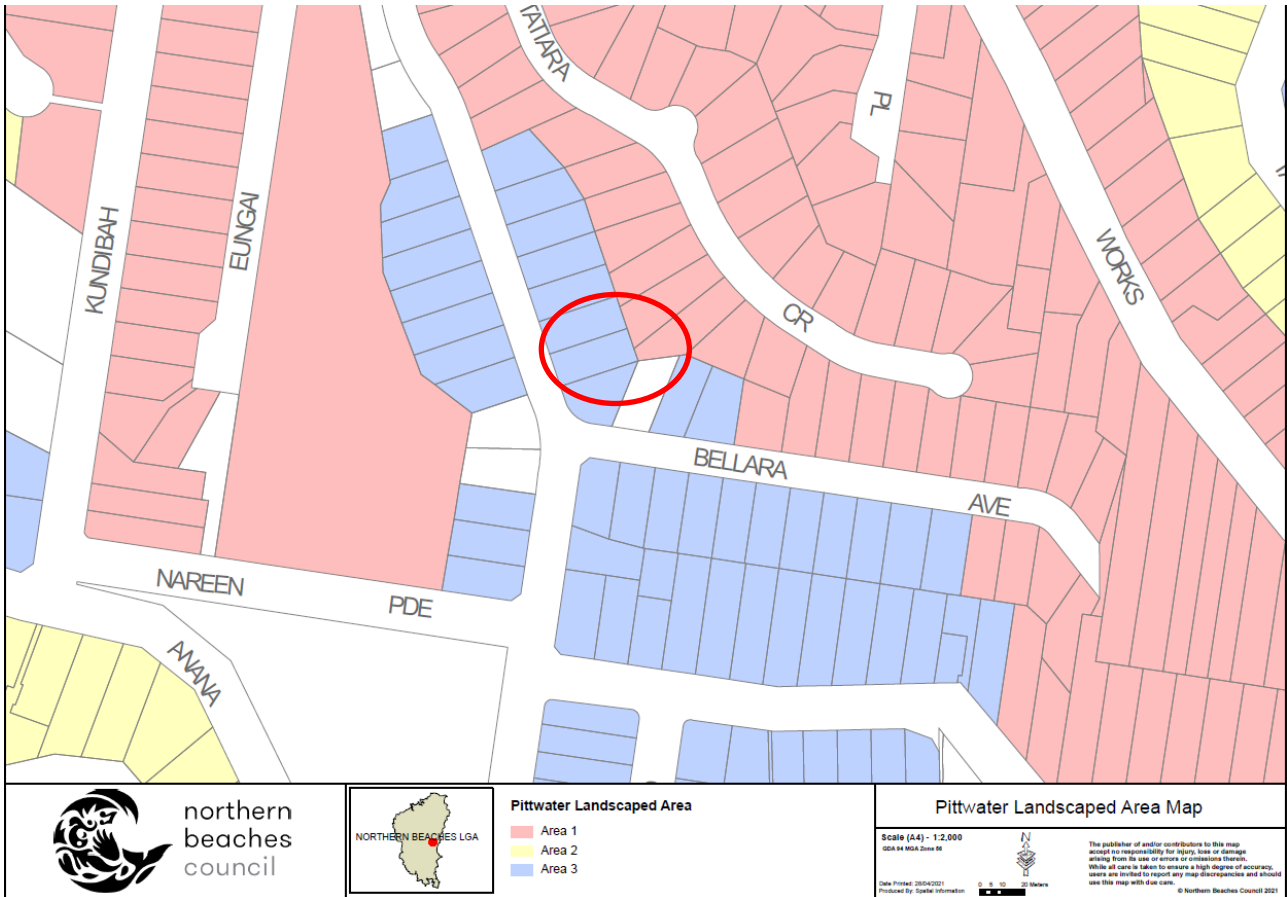 TATIARA
PL
KUNDIBAH
EUNGAI
WORKS
CR
BELLARA
AVE
NAREEN
PDE
ANANA
northern
beaches
council
NORTHERN BEACHES LGA
Pittwater Landscaped Area
Area 1
Area 2
Area 3
Pittwater Landscaped Area Map
Scale (A4) - 1:2,000
GDA 94 MGA Zone 56
N
Date Printed: 28/04/2021
Produced By: Spatial Information
0 5 10 20 Meters
The publisher of and/or contributors to this map
accept no responsibility for injury, loss or damage
arising from its use or errors or omissions therein.
While all care is taken to ensure a high degree of accuracy,
users are invited to report any map discrepancies and should
use this map with due care.
© Northern Beaches Council 2021